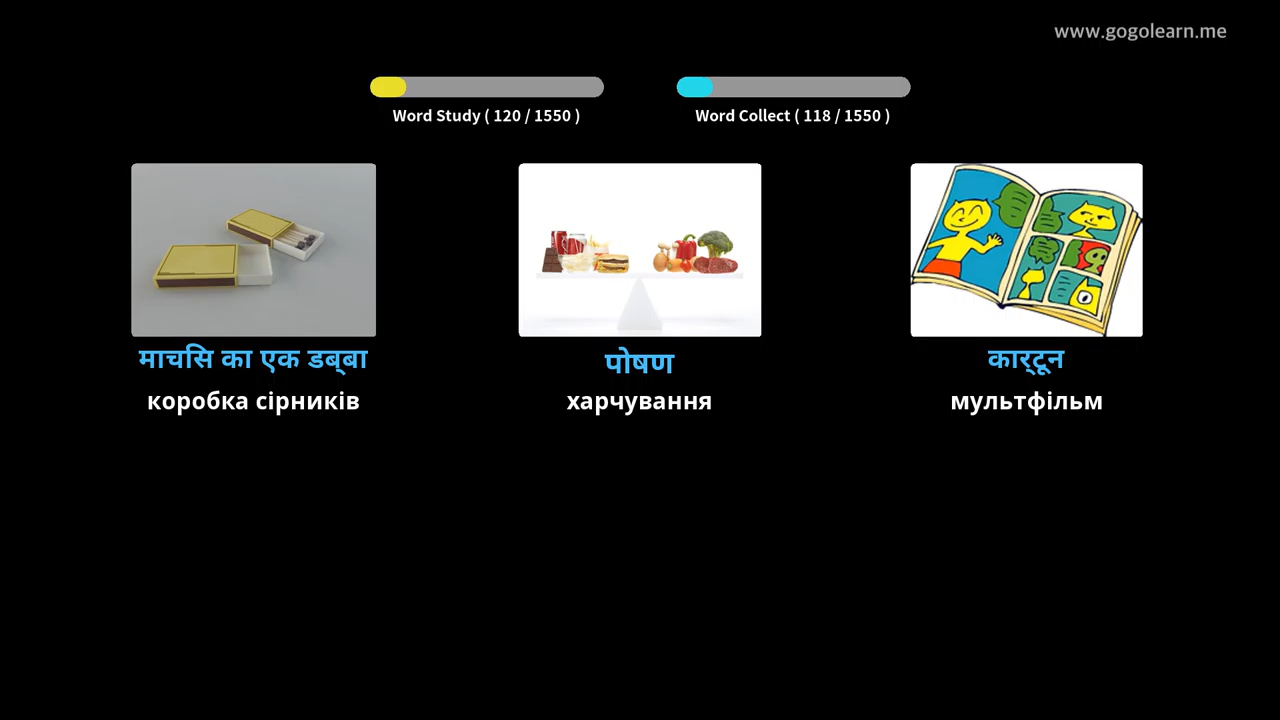 www.gogolearn.me
Word Study ( 120 / 1550 )
Word Collect ( 118 / 1550 )
माचिस का एक डब्बा
पोषण
कार्टून
коробка сірників
харчування
мультфільм